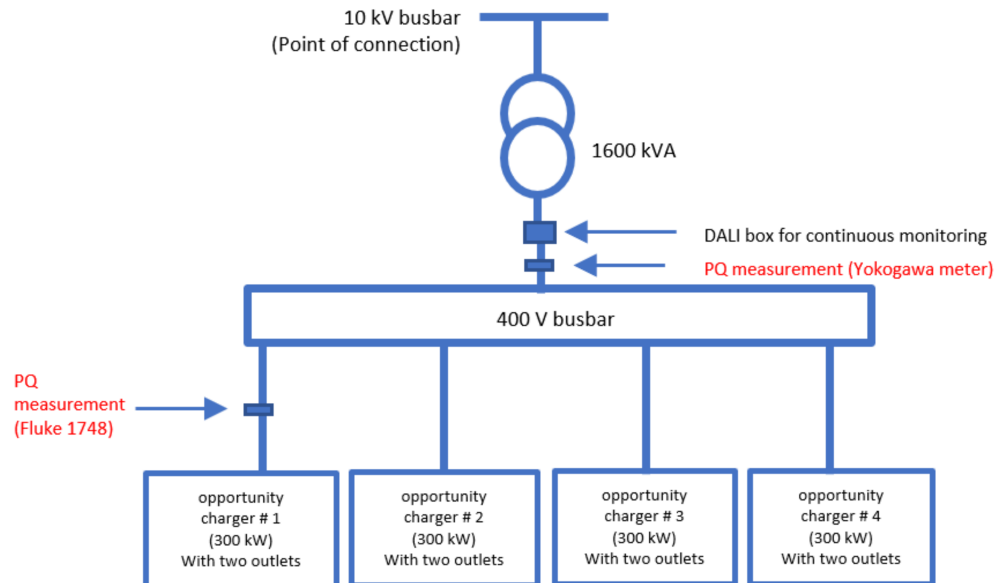 10 kV busbar
(Point of connection)
1600 kVA
DALI box for continuous monitoring
PQ measurement (Yokogawa meter)
400 V busbar
PQ
measurement
(Fluke 1748)
opportunity
charger # 1
(300 kW)
With two outlets
opportunity
charger # 2
(300 kW)
With two outlets
opportunity
charger # 3
(300 kW)
With two outlets
opportunity
charger # 4
(300 kW)
With two outlets